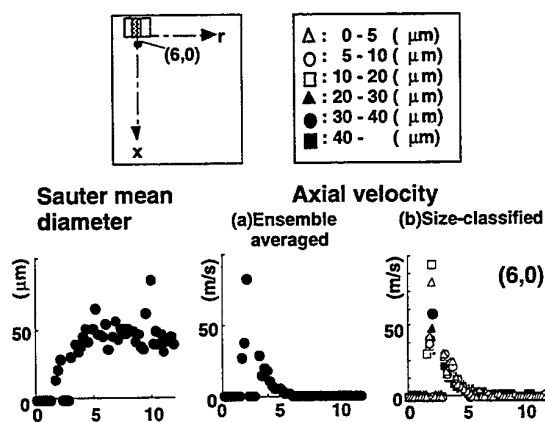 r
(6,0)
x
△ : 0 - 5 ( μm)
○ : 5 - 10 ( μm)
□ : 10 - 20 ( μm)
▲ : 20 - 30 ( μm)
● : 30 - 40 ( μm)
■ : 40 - ( μm)
Sauter mean
diameter
Axial velocity
(a)Ensemble
averaged
(b)Size-classified
(μm)
50
0
0 5 10
(m/s)
50
0
0 5 10
(m/s)
(6,0)
50
0
0 5 10